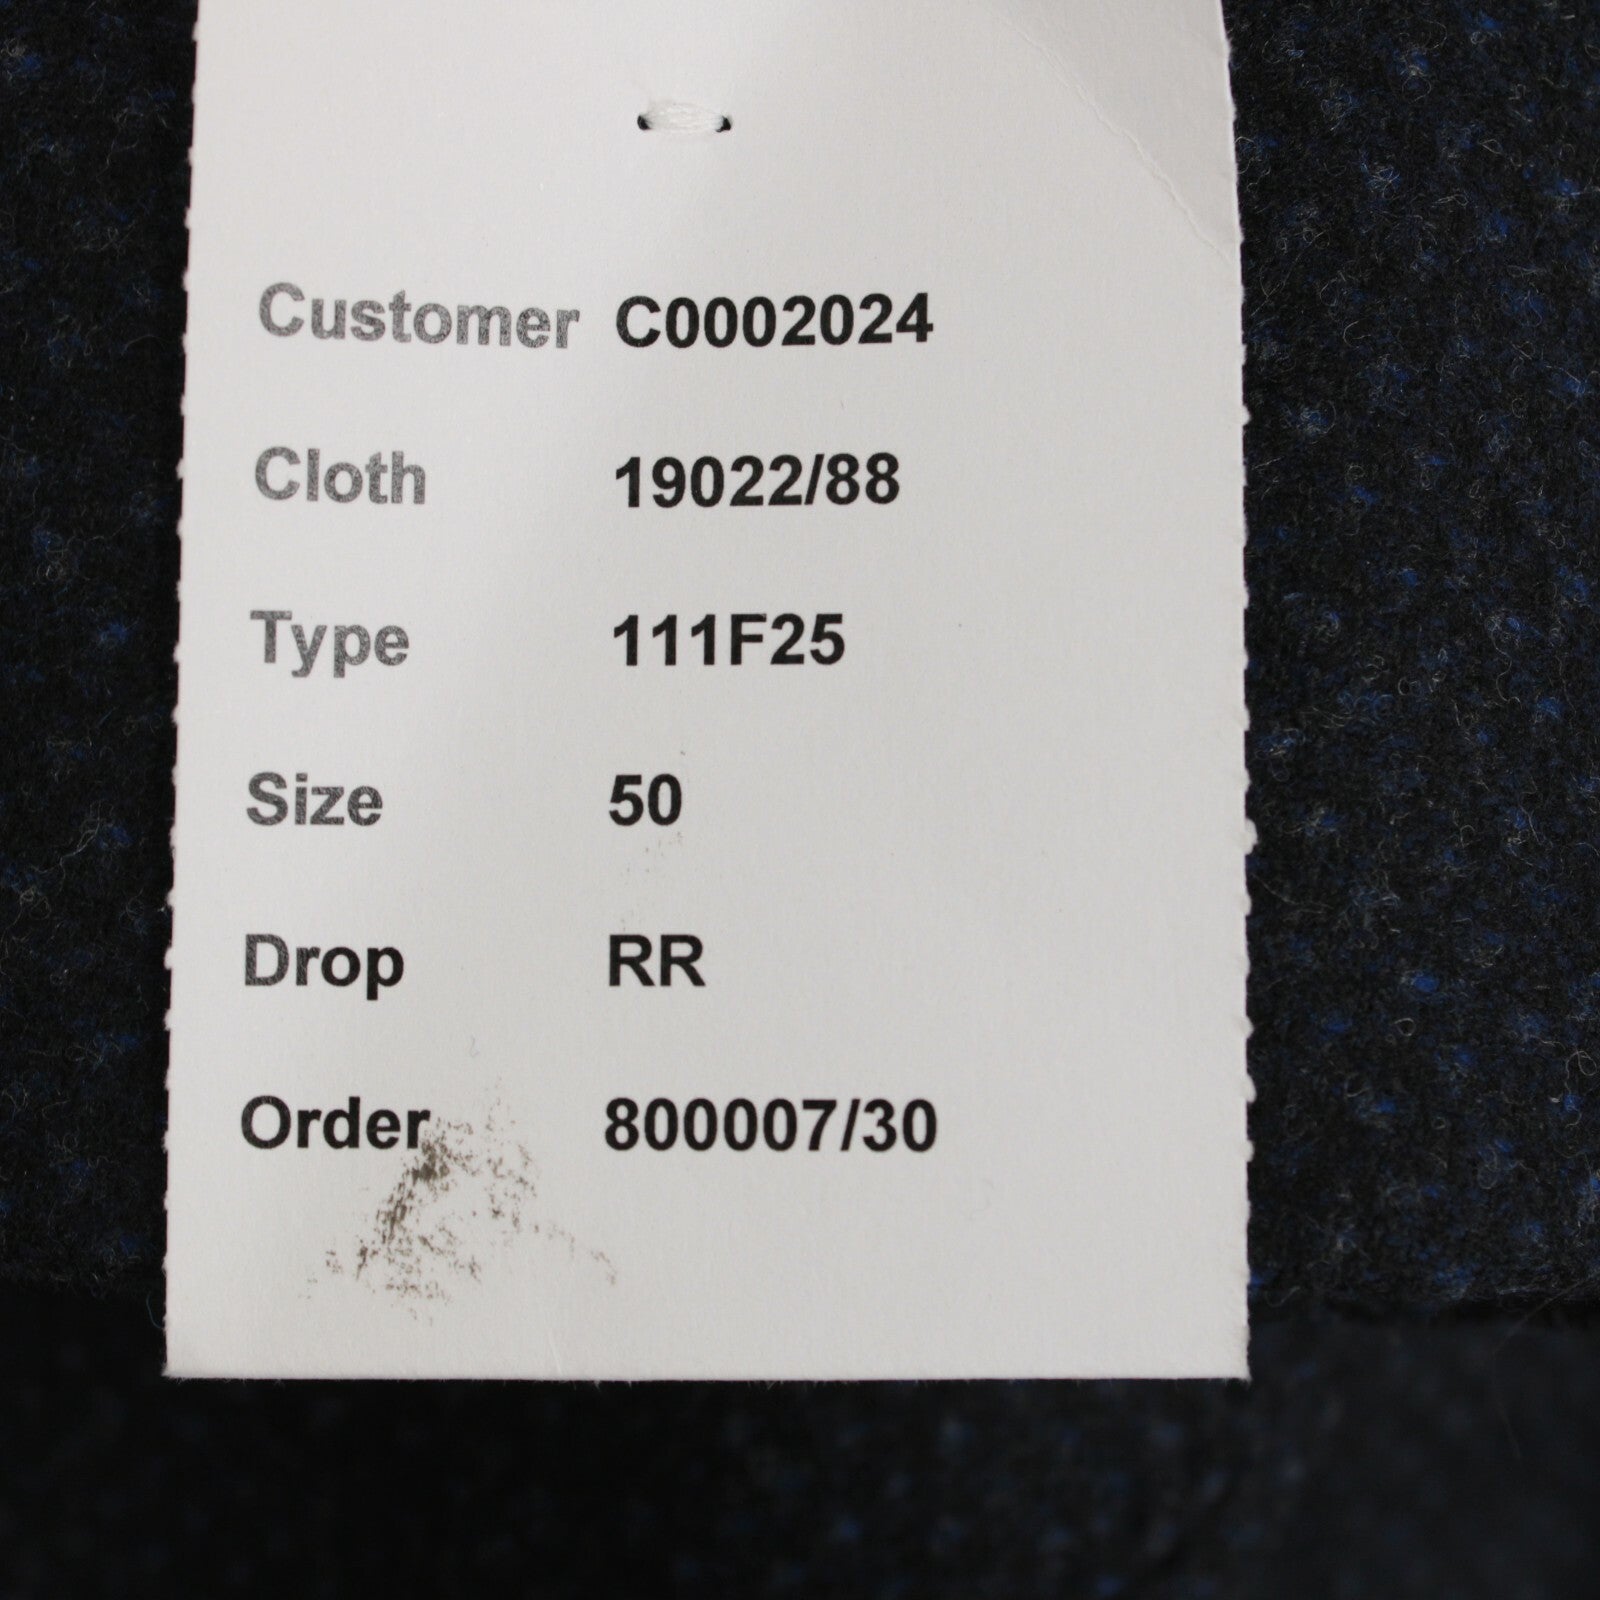 Customer C0002024
Cloth 19022/88
Type 111F25
Size 50
Drop RR
Order 800007/30